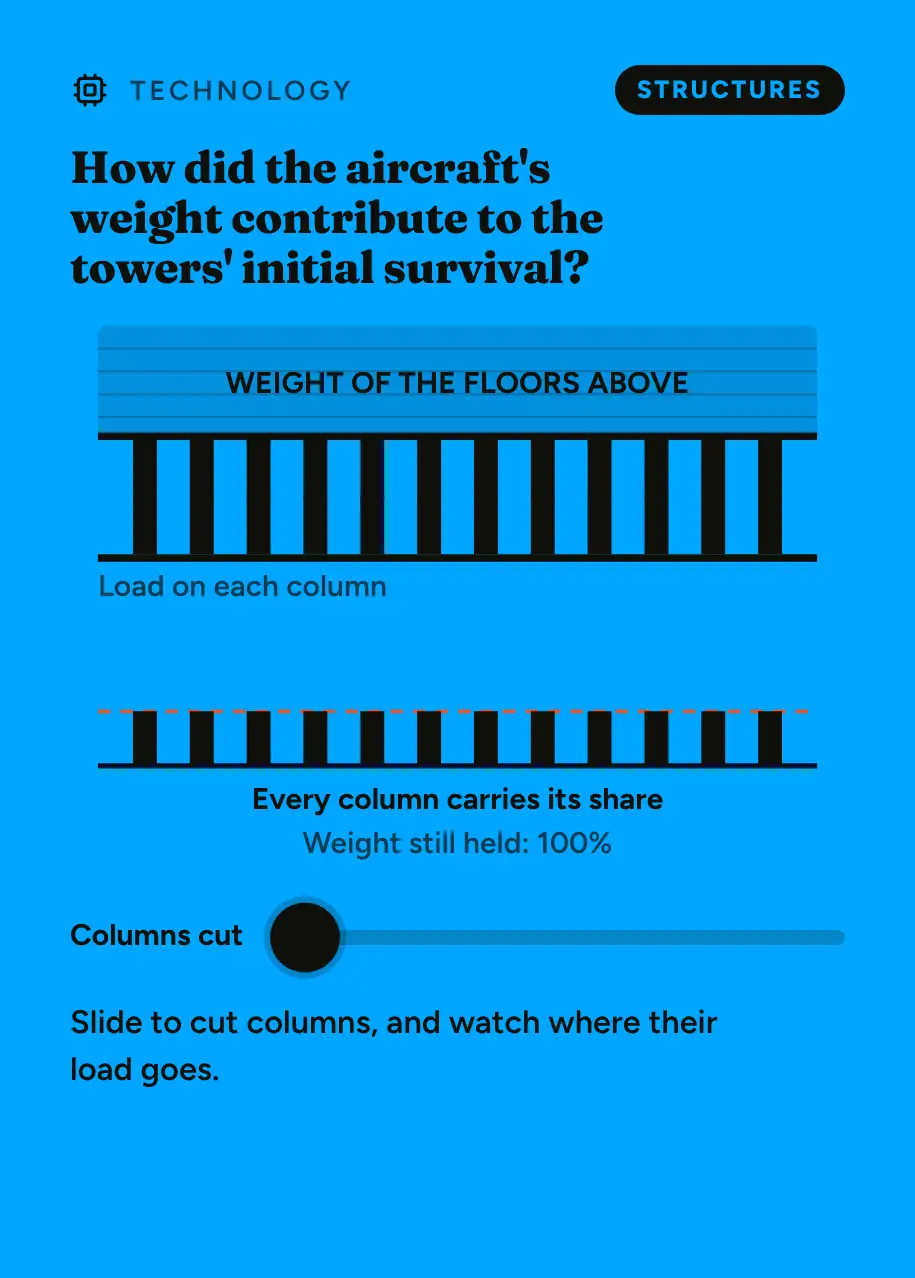 TECHNOLOGY
STRUCTURES
How did the aircraft's
weight contribute to the
towers' initial survival?
WEIGHT OF THE FLOORS ABOVE
Load on each column
Every column carries its share
Weight still held: 100%
Columns cut
Slide to cut columns, and watch where their
load goes.